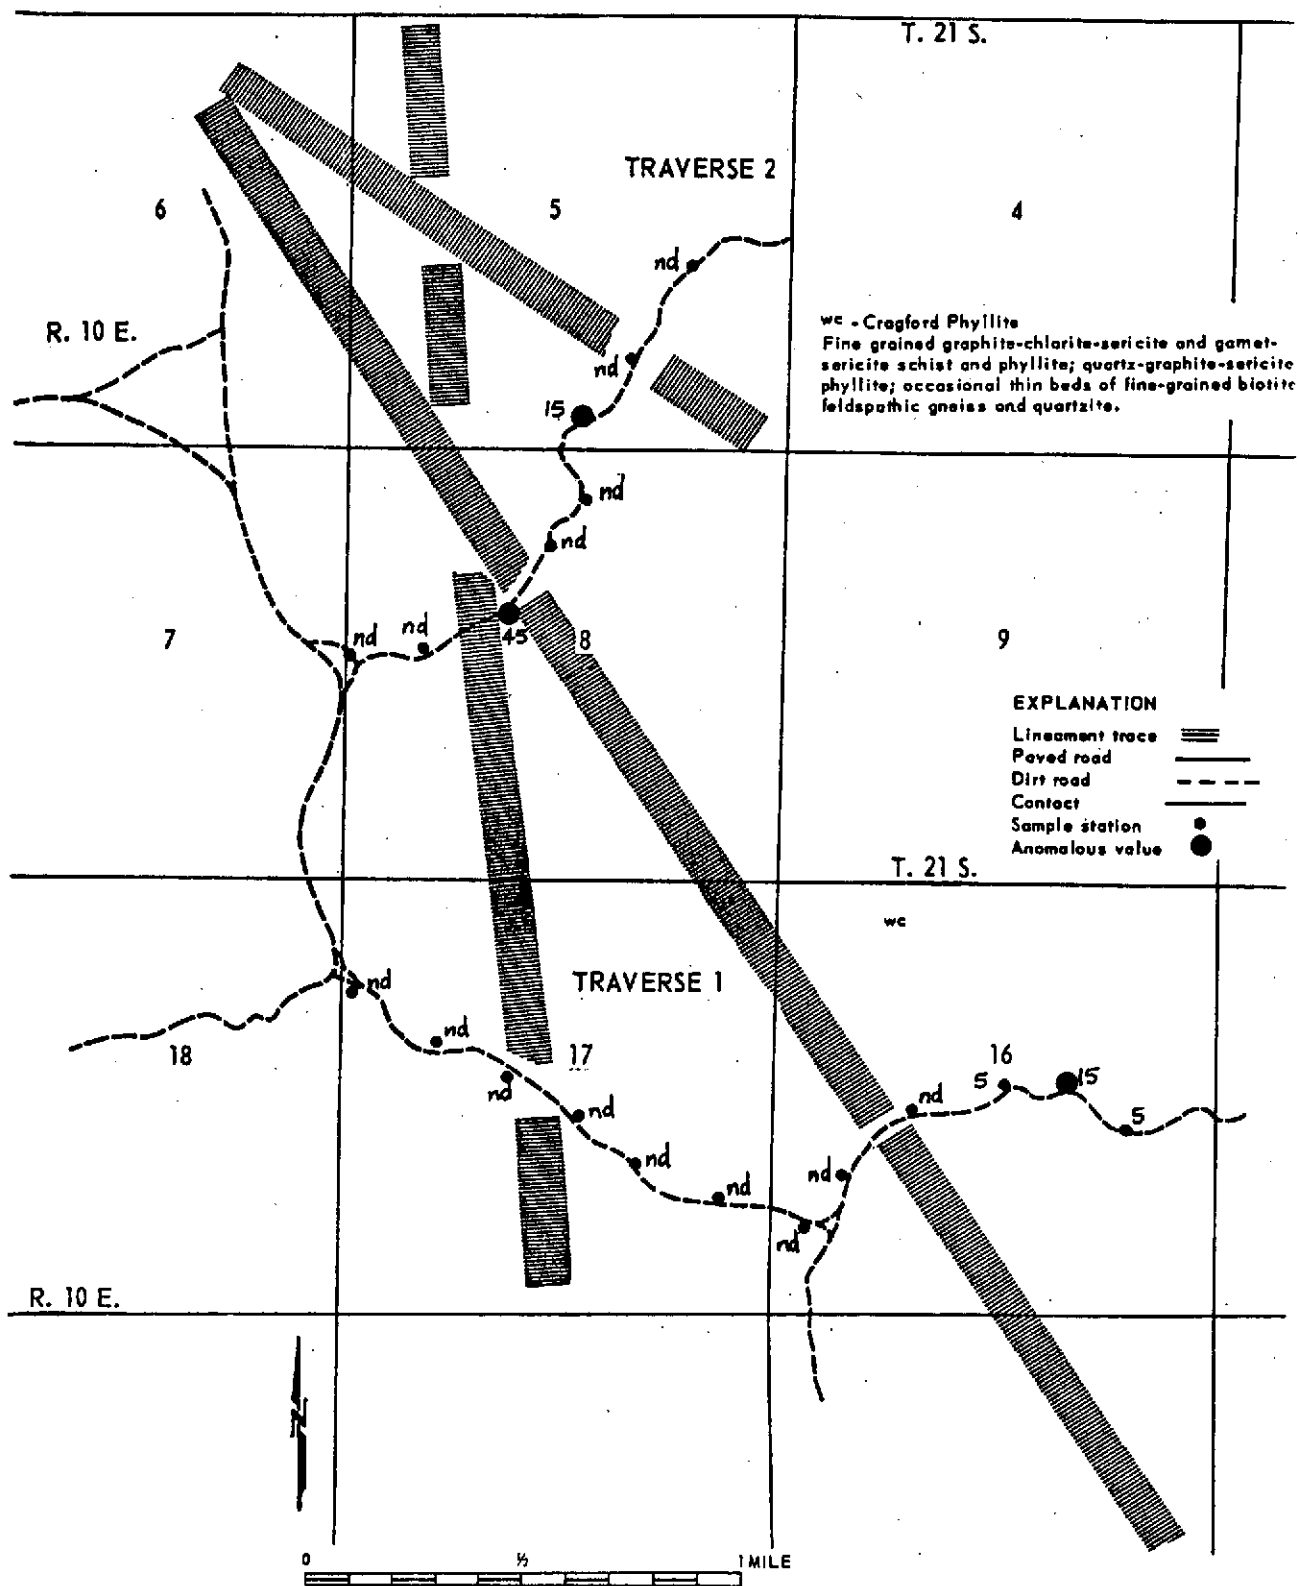 T. 21 S.
TRAVERSE 2
6
5
4
nd
R. 10 E.
wc - Cragford Phyllite
Fine grained graphite-chlorite-sericite and garnet-
sericite schist and phyllite; quartz-graphite-sericite
phyllite; occasional thin beds of fine-grained biotite
feldspathic gneiss and quartzite.
nd
15
nd
nd
7
nd
nd
45
8
9
EXPLANATION
Lineament trace
Paved road
Dirt road
Contact
Sample station
Anomalous value
T. 21 S.
wc
TRAVERSE 1
nd
18
nd
17
16
nd
nd
5
15
nd
5
nd
nd
nd
nd
R. 10 E.
N
0 ½ 1 MILE